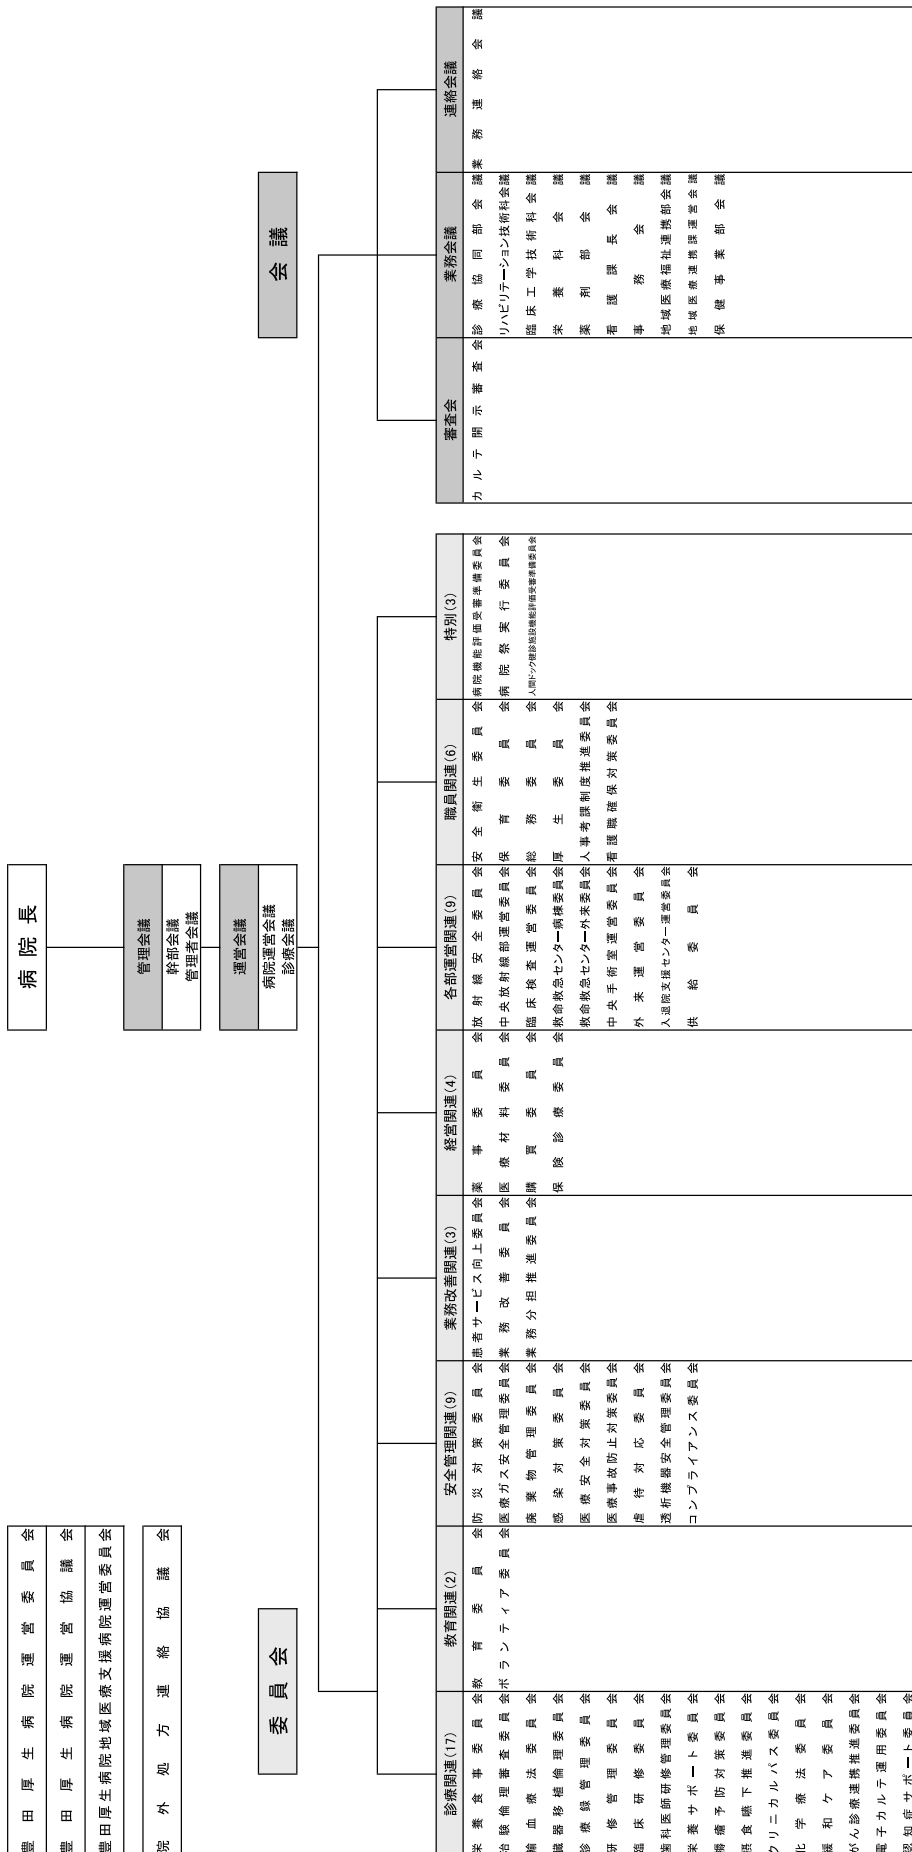 豊田厚生病院運営委員会
豊田厚生病院運営協議会
豊田厚生病院地域医療支援病院運営委員会
院外処方連絡協議会
病院長
管理会議
幹部会議
管理者会議
運営会議
病院運営会議
診療会議
委員会
会議
診療関連(17)
栄養食事委員会
治験倫理審査委員会
輸血療法委員会
臓器移植倫理委員会
診療録管理委員会
研修管理委員会
臨床研修委員会
歯科医師研修管理委員会
栄養サポート委員会
褥瘡予防対策委員会
摂食嚥下推進委員会
クリニカルパス委員会
化学療法委員会
緩和ケア委員会
がん診療連携推進委員会
電子カルテ運用委員会
認知症サポート委員会
教育関連(2)
教育委員会
ボランティア委員会
安全管理関連(9)
防災対策委員会
医療ガス安全管理委員会
廃棄物管理委員会
感染対策委員会
医療安全対策委員会
医療事故防止対策委員会
虐待対応委員会
透析機器安全管理委員会
コンプライアンス委員会
業務改善関連(3)
患者サービス向上委員会
業務改善委員会
業務分担推進委員会
経営関連(4)
薬事委員会
医療材料委員会
購買委員会
保険診療委員会
各部運営関連(9)
放射線安全委員会
中央放射線部運営委員会
臨床検査運営委員会
救命救急センター病棟委員会
救命救急センター外来委員会
中央手術室運営委員会
外来運営委員会
入退院支援センター運営委員会
供給委員会
職員関連(6)
安全衛生委員会
保育委員会
総務委員会
厚生委員会
人事考課制度推進委員会
看護職確保対策委員会
特別(3)
病院機能評価受審準備委員会
病院祭実行委員会
人間ドック健診施設機能評価受審準備委員会
審査会
カルテ開示審査会
業務会議
診療協同部会議
リハビリテーション技術科会議
臨床工学技術科会議
栄養科会議
薬剤部会議
看護課長会議
事務会議
地域医療福祉連携部会議
地域医療連携課運営会議
保健事業部会議
連絡会議
業務連絡会議